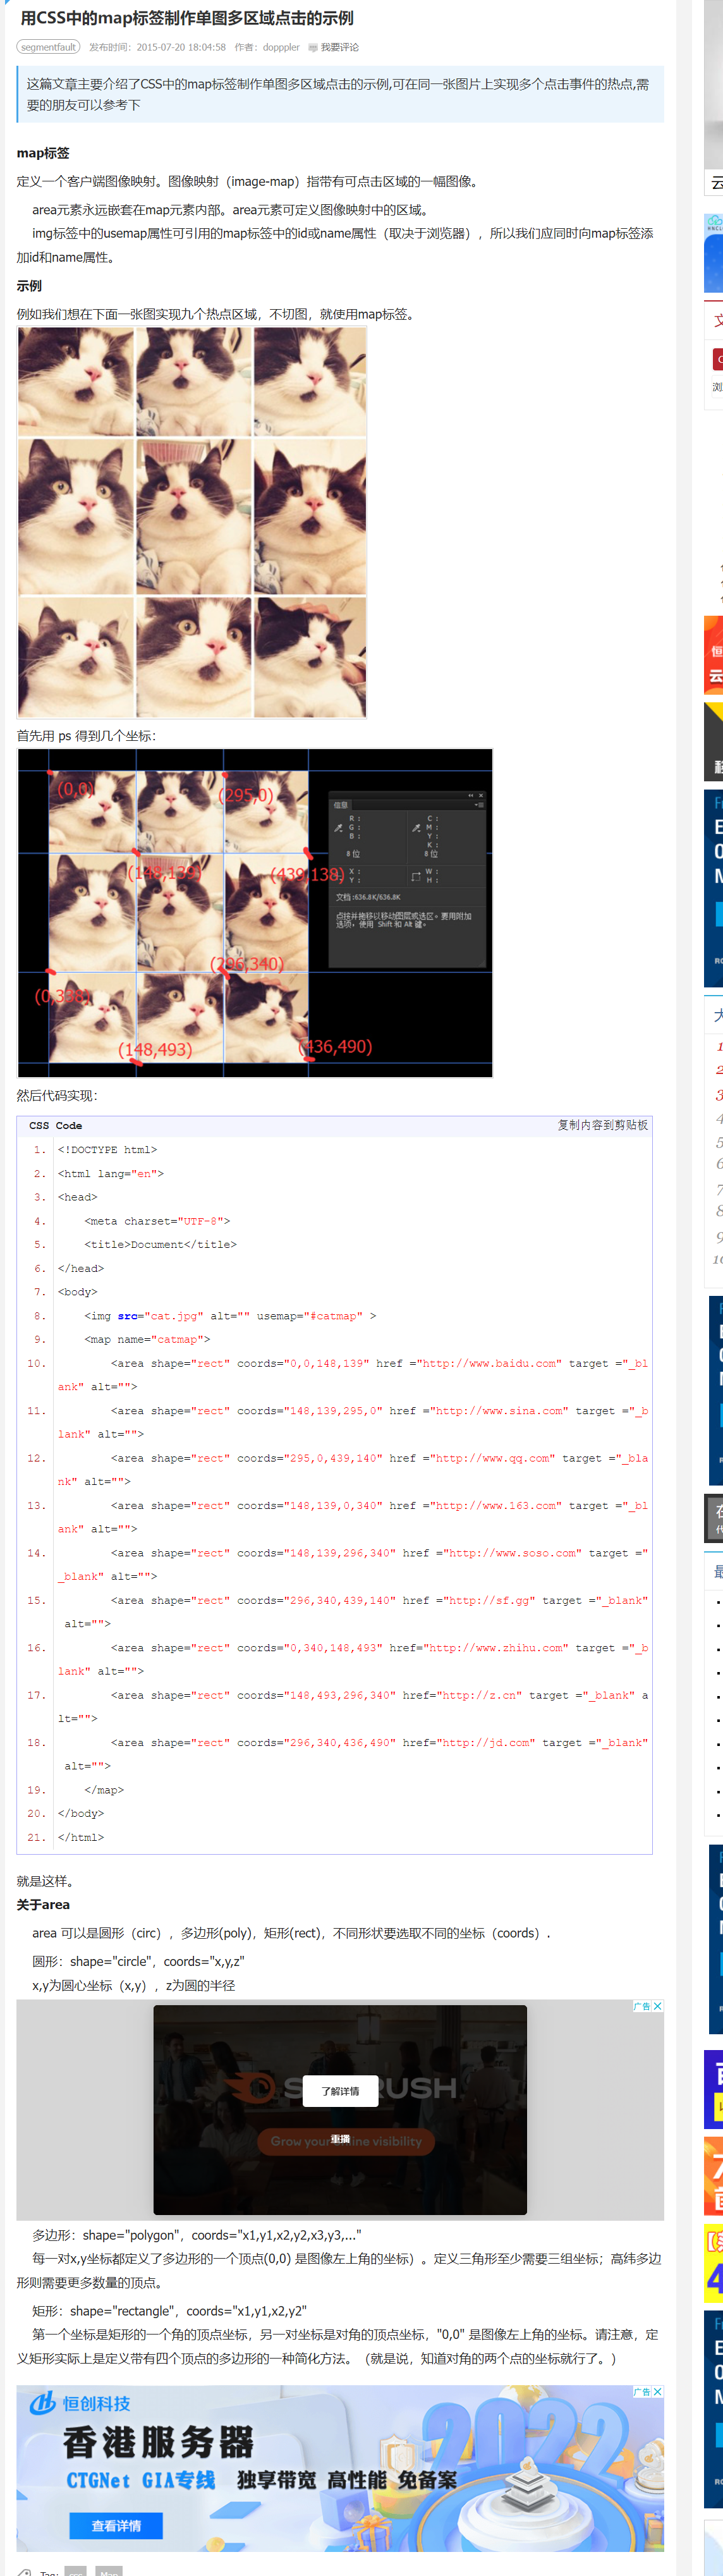 用CSS中的map标签制作单图多区域点击的示例
segmentfault 发布时间：2015-07-20 18:04:58 作者：dopppler 我要评论
这篇文章主要介绍了CSS中的map标签制作单图多区域点击的示例,可在同一张图片上实现多个点击事件的热点,需
要的朋友可以参考下
map标签
定义一个客户端图像映射。图像映射（image-map）指带有可点击区域的一幅图像。
area元素永远嵌套在map元素内部。area元素可定义图像映射中的区域。
img标签中的usemap属性可引用的map标签中的id或name属性（取决于浏览器），所以我们应同时向map标签添
加id和name属性。
示例
例如我们想在下面一张图实现九个热点区域，不切图，就使用map标签。
首先用 ps 得到几个坐标：
(0,0)
(295,0)
(148,139)
(439,138)
(296,340)
(0,338)
(148,493)
(436,490)
信息
R :
G :
B :
8 位
C :
M :
Y :
K :
8 位
X :
Y :
W :
H :
文档:636.8K/636.8K
点按并拖移以移动图层或选区。要用附加
选项，使用 Shift 和 Alt 键。
然后代码实现：
CSS Code 复制内容到剪贴板
1. <!DOCTYPE html>
2. <html lang="en">
3. <head>
4. <meta charset="UTF-8">
5. <title>Document</title>
6. </head>
7. <body>
8. <img src="cat.jpg" alt="" usemap="#catmap" >
9. <map name="catmap">
10. <area shape="rect" coords="0,0,148,139" href ="http://www.baidu.com" target ="_bl
ank" alt="">
11. <area shape="rect" coords="148,139,295,0" href ="http://www.sina.com" target ="_b
lank" alt="">
12. <area shape="rect" coords="295,0,439,140" href ="http://www.qq.com" target ="_bla
nk" alt="">
13. <area shape="rect" coords="148,139,0,340" href ="http://www.163.com" target ="_bl
ank" alt="">
14. <area shape="rect" coords="148,139,296,340" href ="http://www.soso.com" target ="
_blank" alt="">
15. <area shape="rect" coords="296,340,439,140" href ="http://sf.gg" target ="_blank"
alt="">
16. <area shape="rect" coords="0,340,148,493" href="http://www.zhihu.com" target ="_b
lank" alt="">
17. <area shape="rect" coords="148,493,296,340" href="http://z.cn" target ="_blank" a
lt="">
18. <area shape="rect" coords="296,340,436,490" href="http://jd.com" target ="_blank"
alt="">
19. </map>
20. </body>
21. </html>
就是这样。
关于area
area 可以是圆形（circ），多边形(poly)，矩形(rect)，不同形状要选取不同的坐标（coords）.
圆形：shape="circle"，coords="x,y,z"
x,y为圆心坐标（x,y），z为圆的半径
广告
了解详情
重播
Grow your online visibility
多边形：shape="polygon"，coords="x1,y1,x2,y2,x3,y3,..."
每一对x,y坐标都定义了多边形的一个顶点(0,0) 是图像左上角的坐标）。定义三角形至少需要三组坐标；高纬多边
形则需要更多数量的顶点。
矩形：shape="rectangle"，coords="x1,y1,x2,y2"
第一个坐标是矩形的一个角的顶点坐标，另一对坐标是对角的顶点坐标，"0,0" 是图像左上角的坐标。请注意，定
义矩形实际上是定义带有四个顶点的多边形的一种简化方法。（就是说，知道对角的两个点的坐标就行了。）
恒创科技
广告
香港服务器
CTGNet GIA专线 独享带宽 高性能 免备案
2022
查看详情